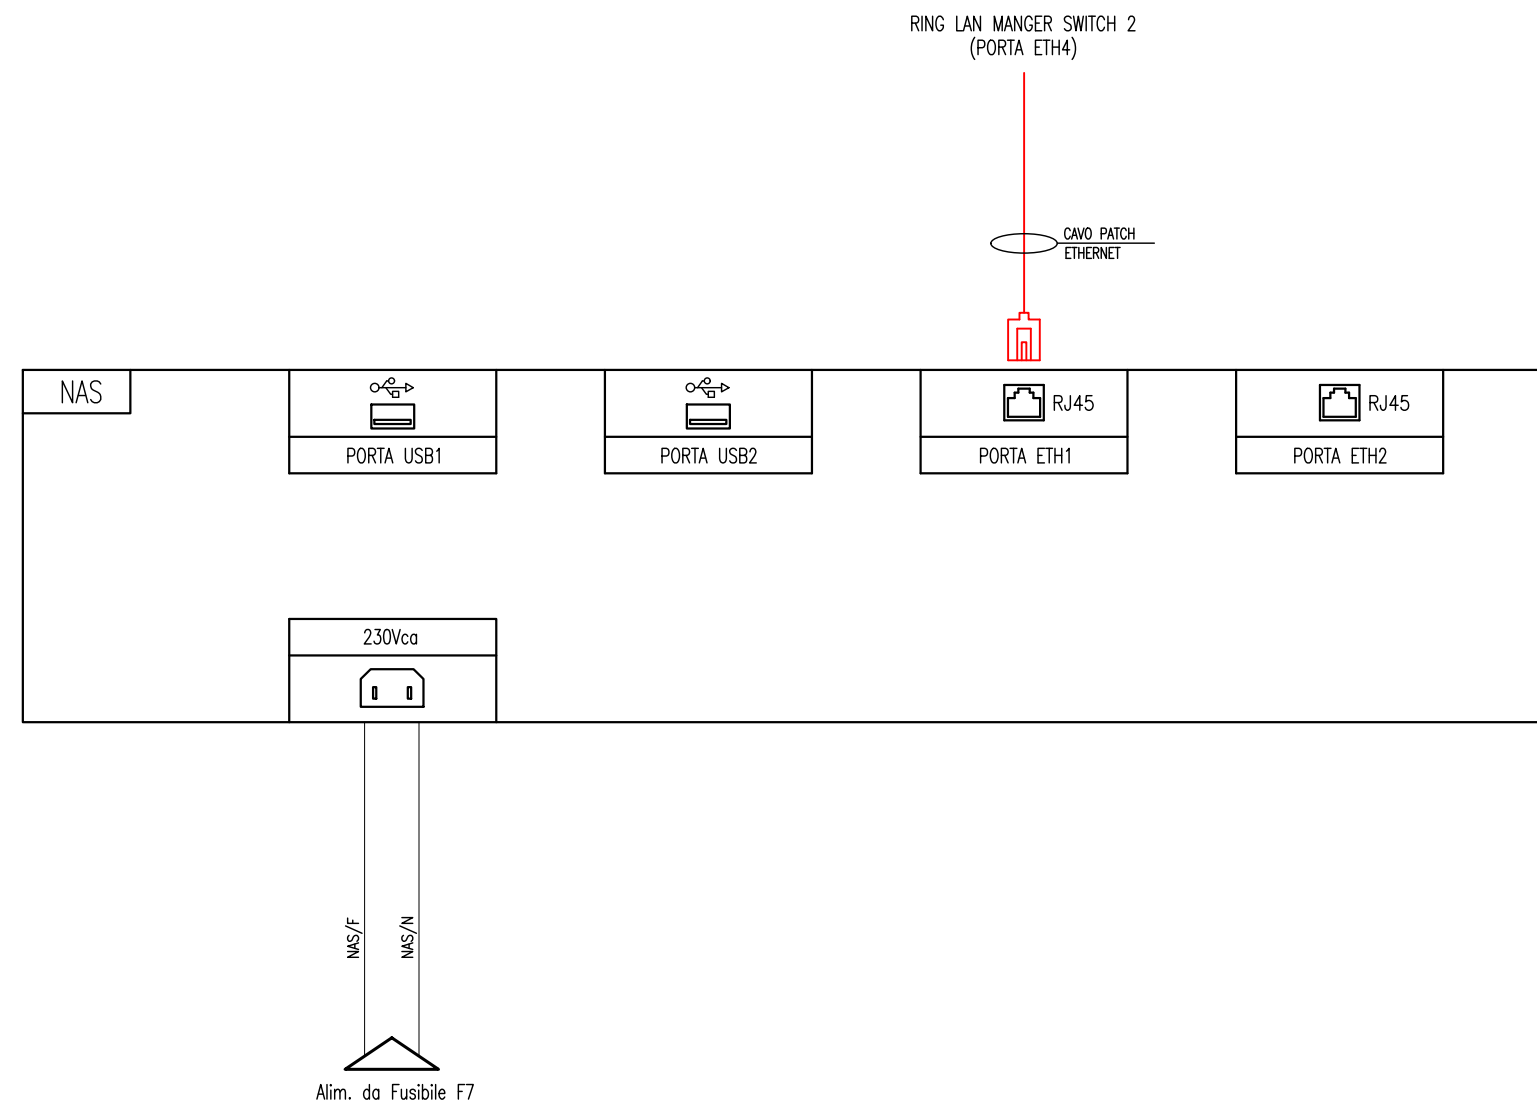 RING LAN MANGER SWITCH 2
(PORTA ETH4)
CAVO PATCH
ETHERNET
NAS
RJ45
RJ45
PORTA USB1
PORTA USB2
PORTA ETH1
PORTA ETH2
230Vca
NAS/F
NAS/N
Alim. da Fusibile F7